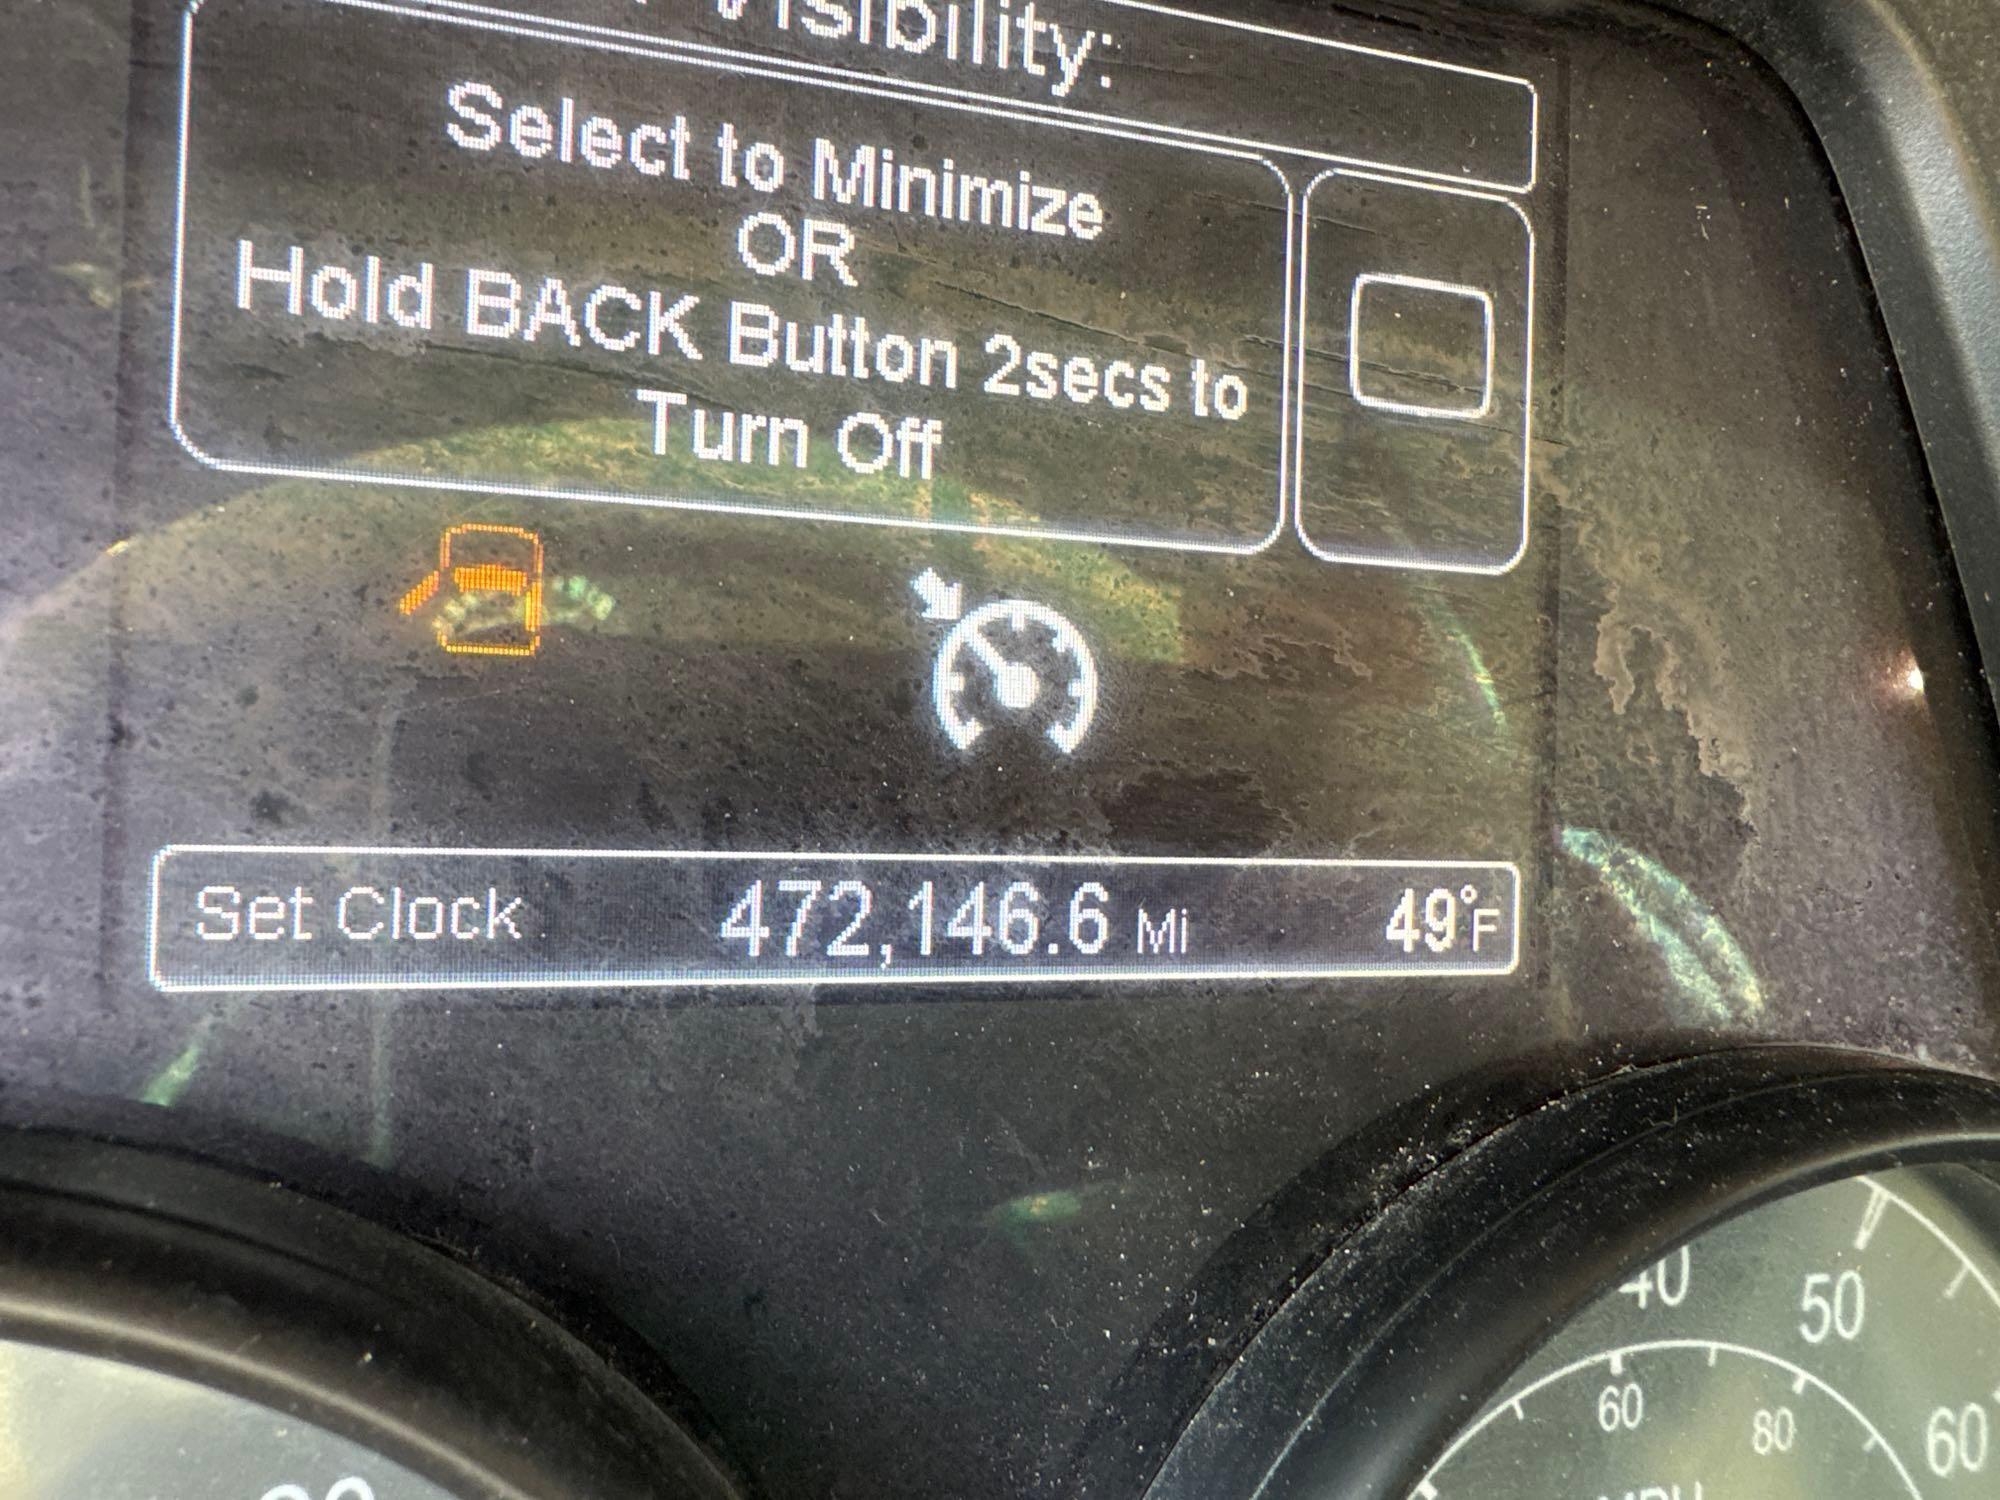 Visibility:
Select to Minimize
OR
Hold BACK Button 2secs to
Turn Off
Set Clock 472,146.6 Mi 49°F
40 50 60
60 80